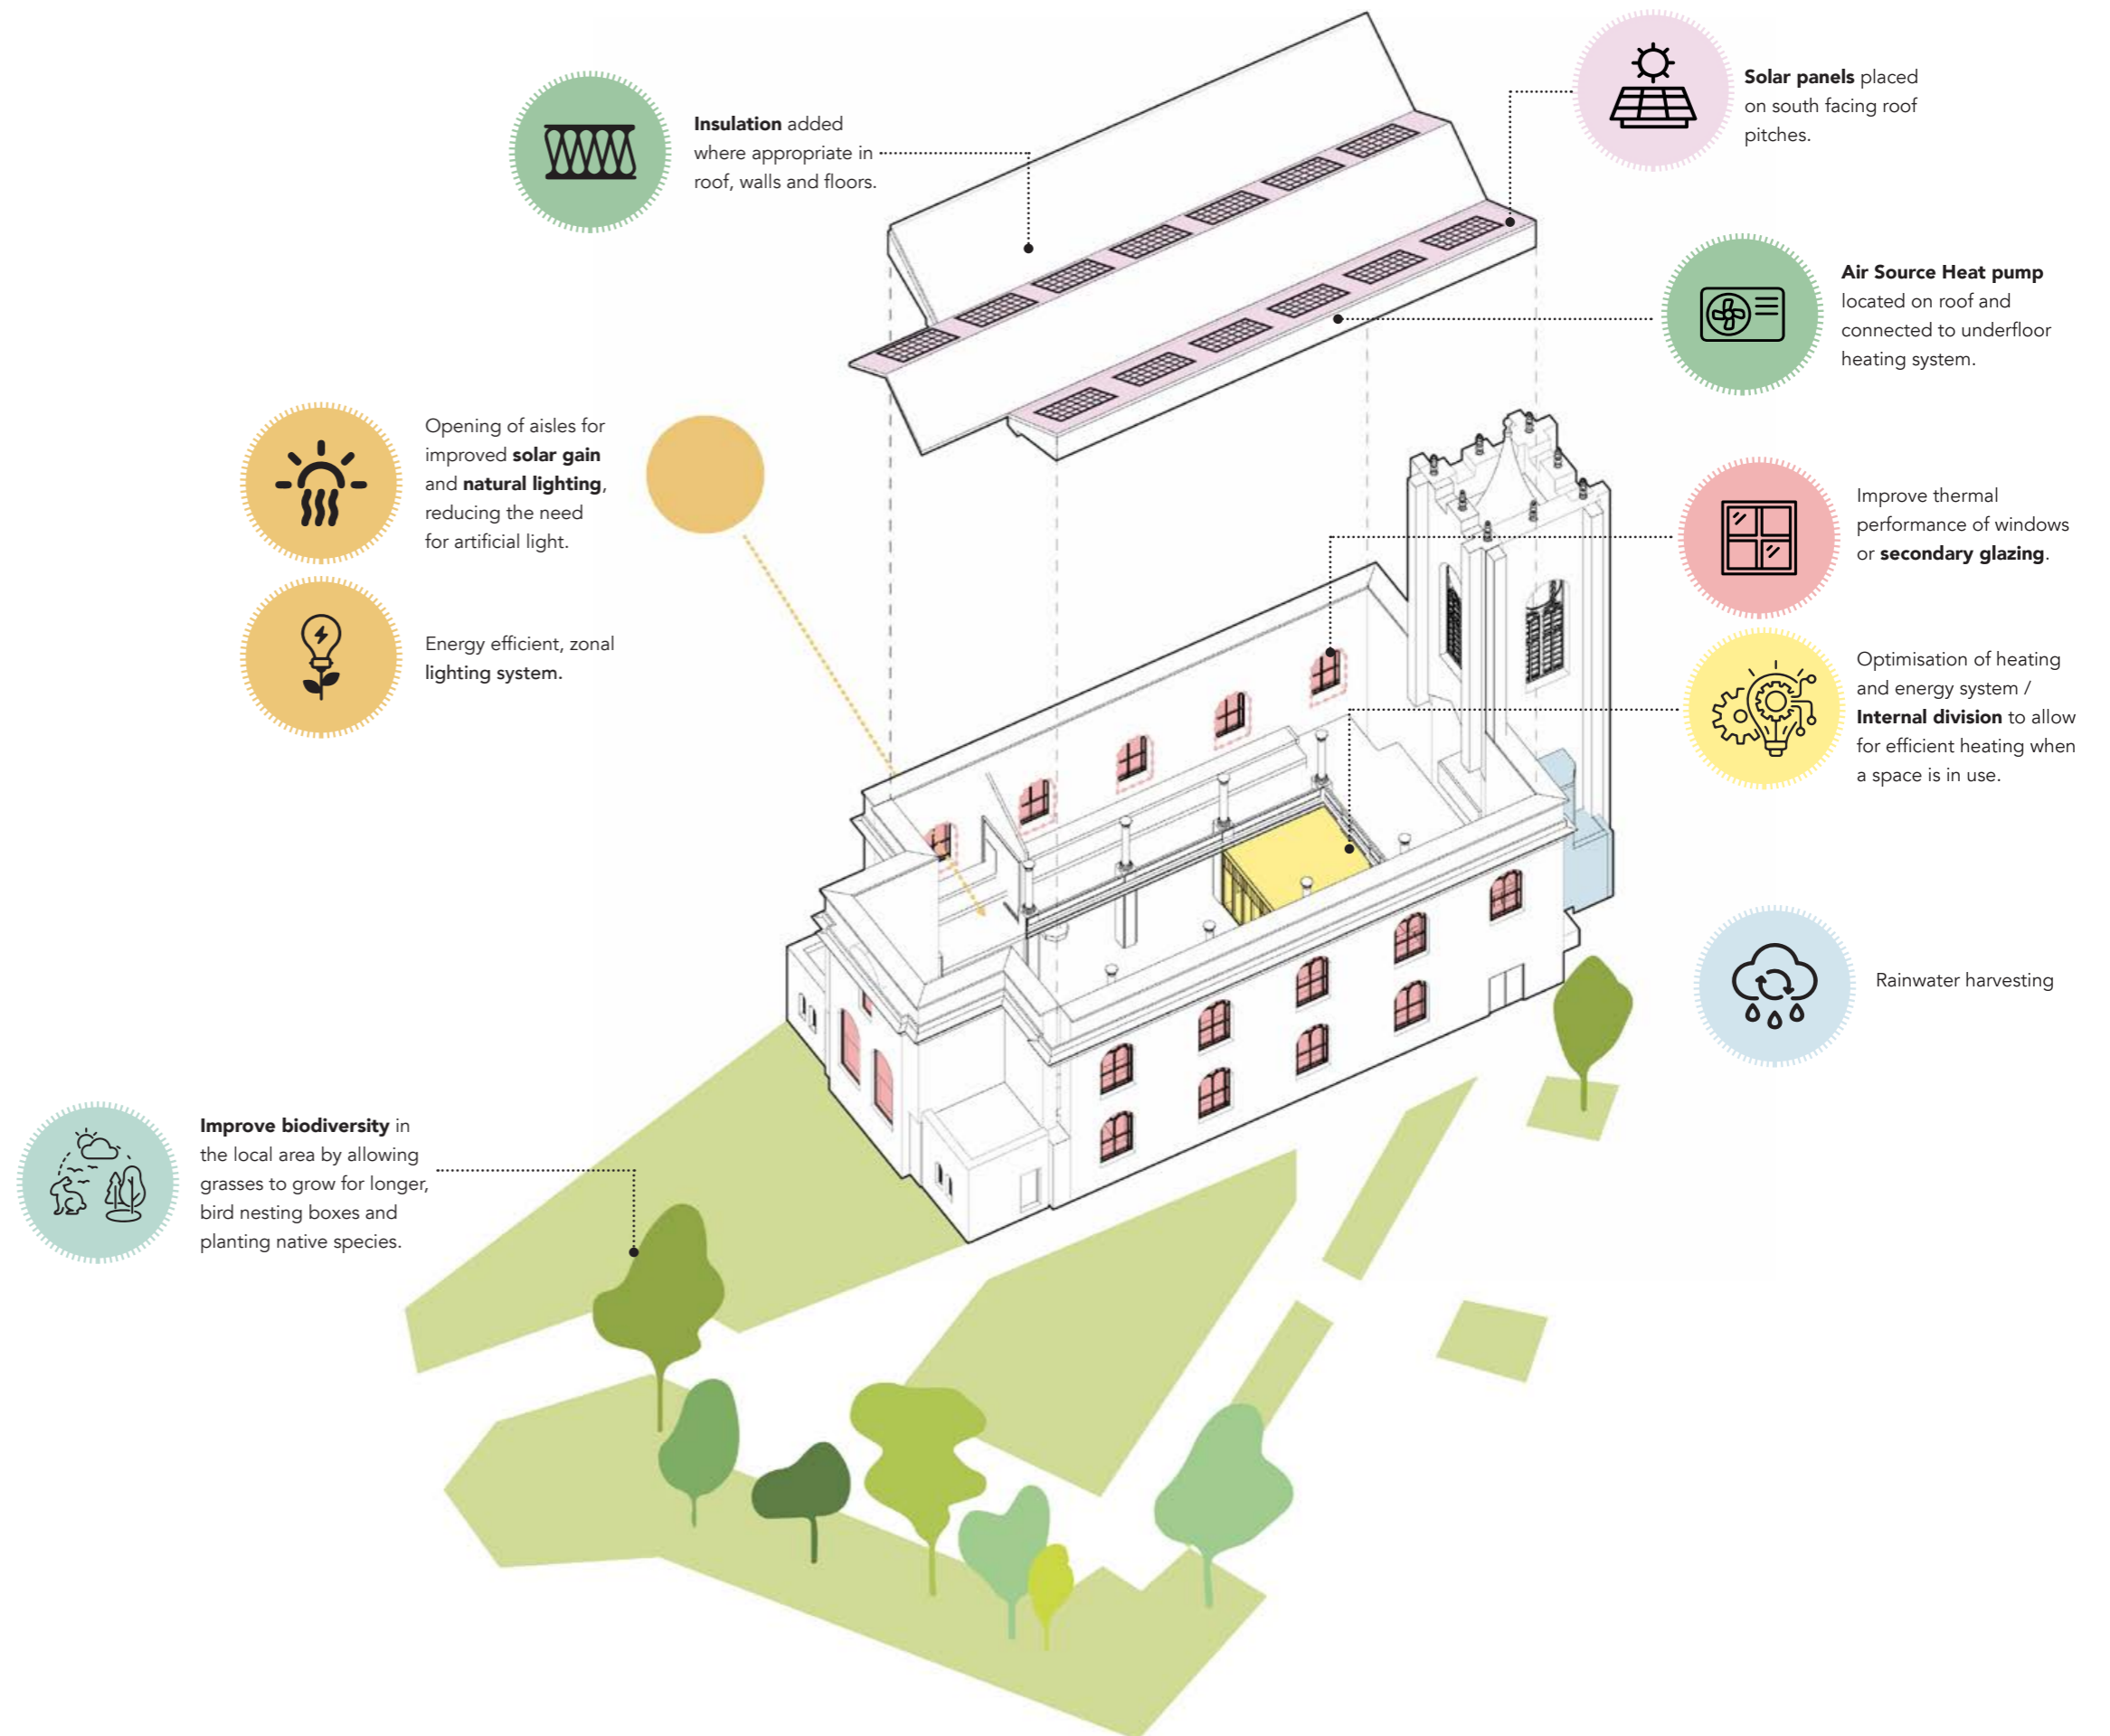 Insulation added
where appropriate in
roof, walls and floors.
Solar panels placed
on south facing roof
pitches.
Air Source Heat pump
located on roof and
connected to underfloor
heating system.
Opening of aisles for
improved solar gain
and natural lighting,
reducing the need
for artificial light.
Energy efficient, zonal
lighting system.
Improve thermal
performance of windows
or secondary glazing.
Optimisation of heating
and energy system /
Internal division to allow
for efficient heating when
a space is in use.
Rainwater harvesting
Improve biodiversity in
the local area by allowing
grasses to grow for longer,
bird nesting boxes and
planting native species.